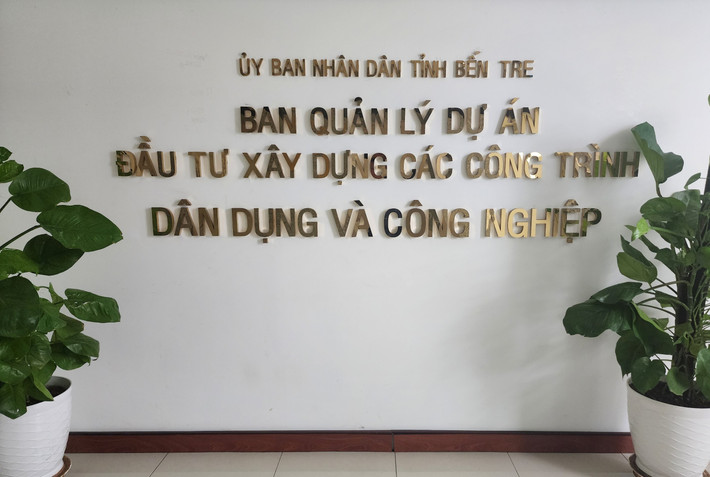 ỦY BAN NHÂN DÂN TỈNH BẾN TRE
BAN QUẢN LÝ DỰ ÁN
ĐẦU TƯ XÂY DỰNG CÁC CÔNG TRÌNH
DÂN DỤNG VÀ CÔNG NGHIỆP